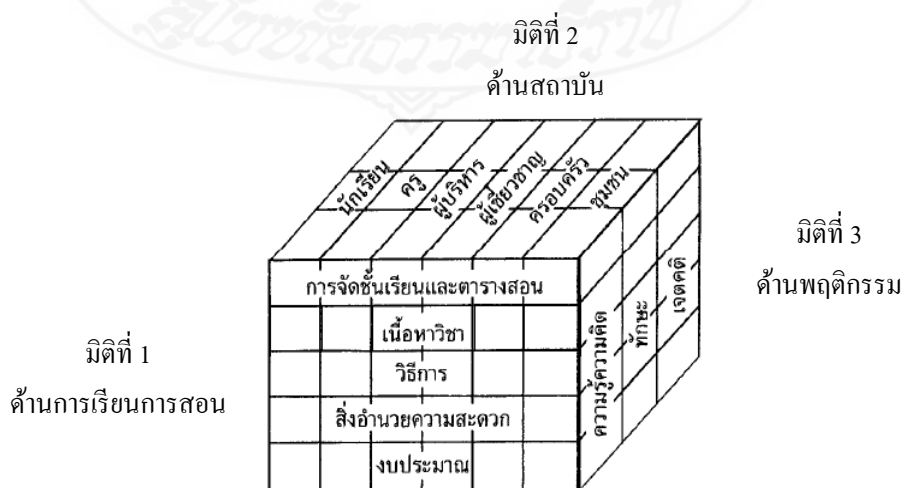 มิติที่ 2
ด้านสถาบัน
นักเรียน
ครู
ผู้บริหาร
ผู้เชี่ยวชาญ
ครอบครัว
ชุมชน
มิติที่ 3
ด้านพฤติกรรม
ความรู้ความคิด
ทักษะ
เจตคติ
มิติที่ 1
ด้านการเรียนการสอน
การจัดชั้นเรียนและตารางสอน
เนื้อหาวิชา
วิธีการ
สิ่งอำนวยความสะดวก
งบประมาณ